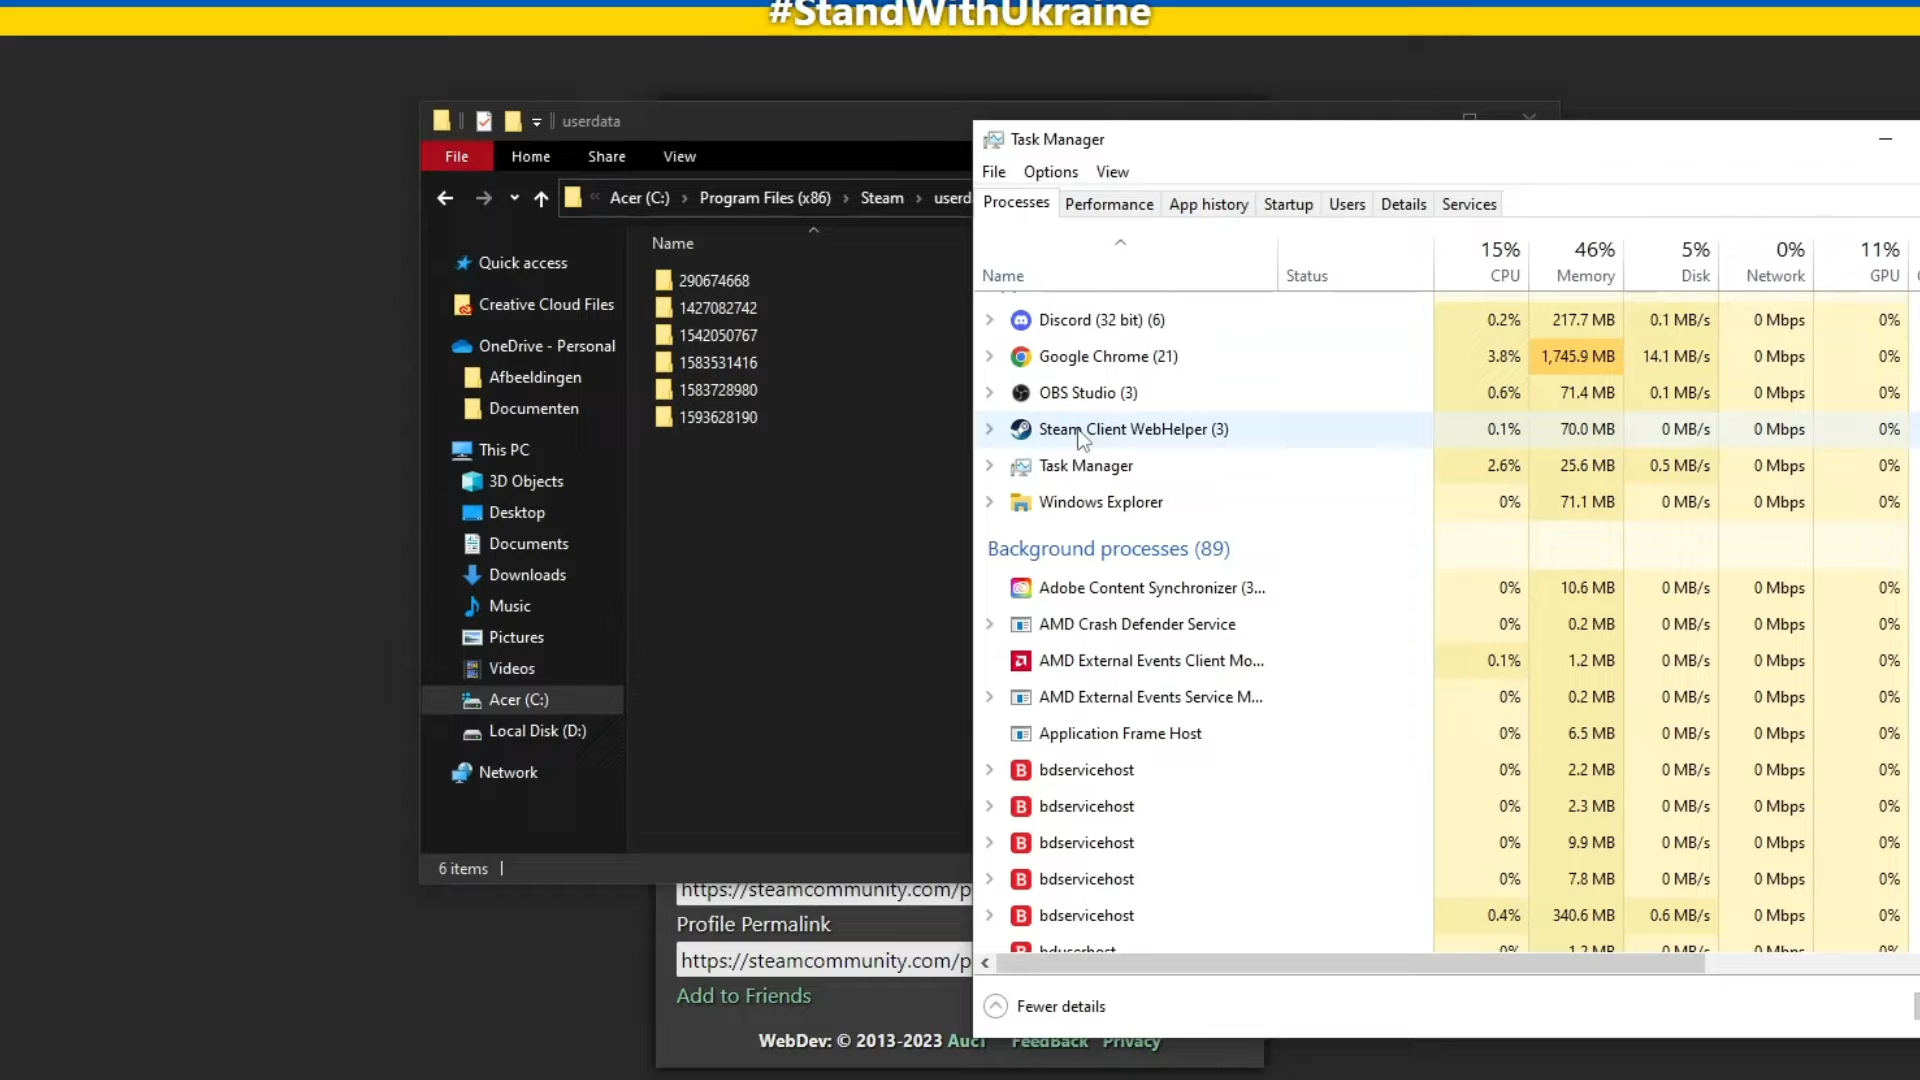 #StandWithUkraine
userdata
File Home Share View
Acer (C:) Program Files (x86) Steam
Name
Quick access
Creative Cloud Files
OneDrive - Personal
Afbeeldingen
Documenten
This PC
3D Objects
Desktop
Documents
Downloads
Music
Pictures
Videos
Acer (C:)
Local Disk (D:)
Network
290674668
1427082742
1542050767
1583531416
1583728980
1593628190
6 items
https://steamcommunity.com/p
Profile Permalink
https://steamcommunity.com/p
Add to Friends
WebDev: © 2013-2023 FeedBack Privacy
Task Manager
File Options View
Processes Performance App history Startup Users Details Services
15% 46% 5% 0% 11%
Name Status CPU Memory Disk Network GPU
Discord (32 bit) (6) 0.2% 217.7 MB 0.1 MB/s 0 Mbps 0%
Google Chrome (21) 3.8% 1,745.9 MB 14.1 MB/s 0 Mbps 0%
OBS Studio (3) 0.6% 71.4 MB 0.1 MB/s 0 Mbps 0%
Steam Client WebHelper (3) 0.1% 70.0 MB 0 MB/s 0 Mbps 0%
Task Manager 2.6% 25.6 MB 0.5 MB/s 0 Mbps 0%
Windows Explorer 0% 71.1 MB 0 MB/s 0 Mbps 0%
Background processes (89)
Adobe Content Synchronizer (3... 0% 10.6 MB 0 MB/s 0 Mbps 0%
AMD Crash Defender Service 0% 0.2 MB 0 MB/s 0 Mbps 0%
AMD External Events Client Mo... 0.1% 1.2 MB 0 MB/s 0 Mbps 0%
AMD External Events Service M... 0% 0.2 MB 0 MB/s 0 Mbps 0%
Application Frame Host 0% 6.5 MB 0 MB/s 0 Mbps 0%
bdservicehost 0% 2.2 MB 0 MB/s 0 Mbps 0%
bdservicehost 0% 2.3 MB 0 MB/s 0 Mbps 0%
bdservicehost 0% 9.9 MB 0 MB/s 0 Mbps 0%
bdservicehost 0% 7.8 MB 0 MB/s 0 Mbps 0%
bdservicehost 0.4% 340.6 MB 0.6 MB/s 0 Mbps 0%
Fewer details